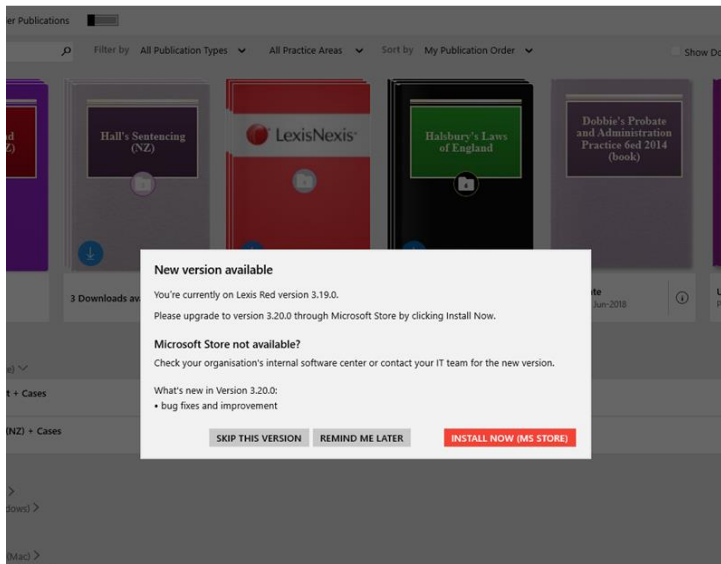 er Publications
Filter by All Publication Types All Practice Areas Sort by My Publication Order Show Do
Hall's Sentencing
(NZ)
LexisNexis
Halsbury's Laws
of England
Dobbie's Probate
and Administration
Practice 6ed 2014
(book)
3 Downloads av
Jun-2018
New version available
You're currently on Lexis Red version 3.19.0.
Please upgrade to version 3.20.0 through Microsoft Store by clicking Install Now.
Microsoft Store not available?
Check your organisation's internal software center or contact your IT team for the new version.
What's new in Version 3.20.0:
• bug fixes and improvement
SKIP THIS VERSION REMIND ME LATER INSTALL NOW (MS STORE)
t + Cases
(NZ) + Cases
dows) >
(Mac) >